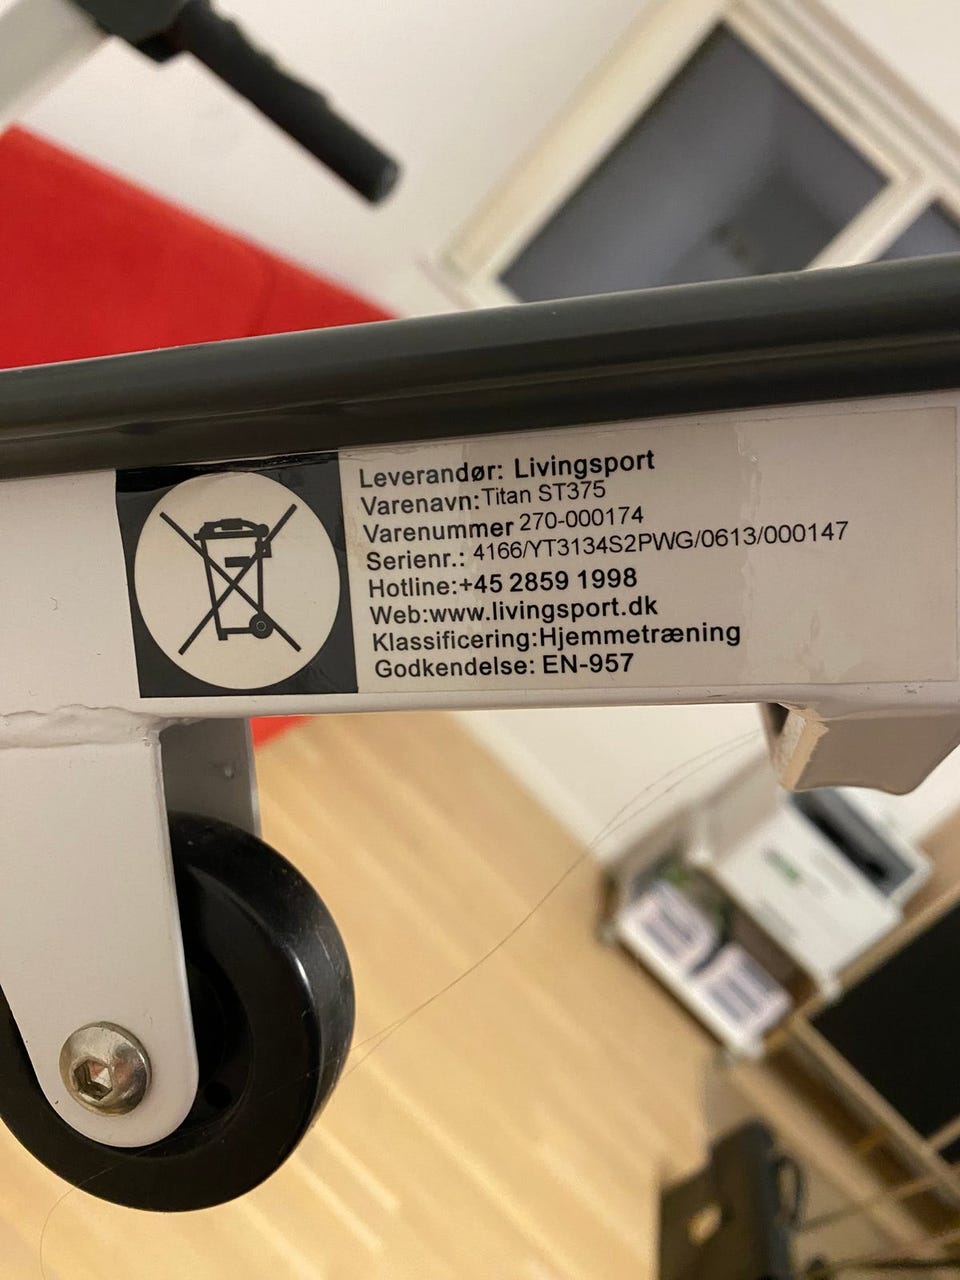 Leverandør: Livingsport
Varenavn:Titan ST375
Varenummer 270-000174
Serienr.: 4166/YT3134S2PWG/0613/000147
Hotline:+45 2859 1998
Web:www.livingsport.dk
Klassificering:Hjemmetræning
Godkendelse: EN-957